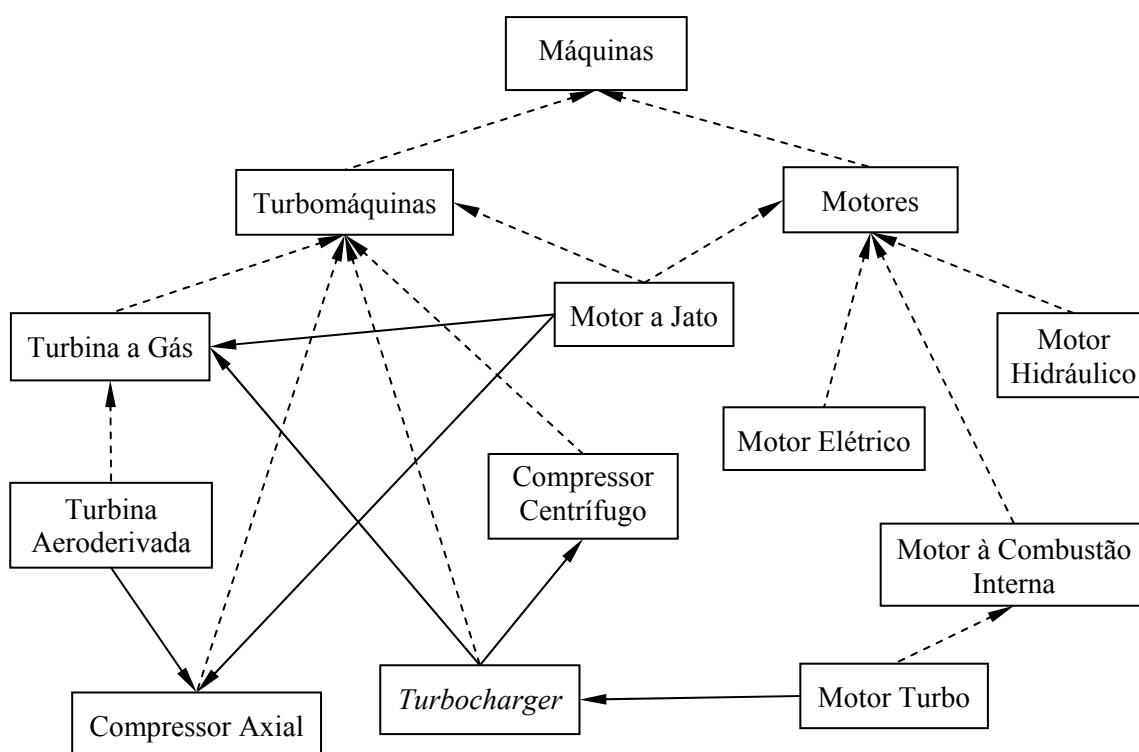 Máquinas
Turbomáquinas
Motores
Turbina a Gás
Motor a Jato
Motor
Hidráulico
Motor Elétrico
Turbina
Aeroderivada
Compressor
Centrífugo
Motor à Combustão
Interna
Compressor Axial
Turbocharger
Motor Turbo